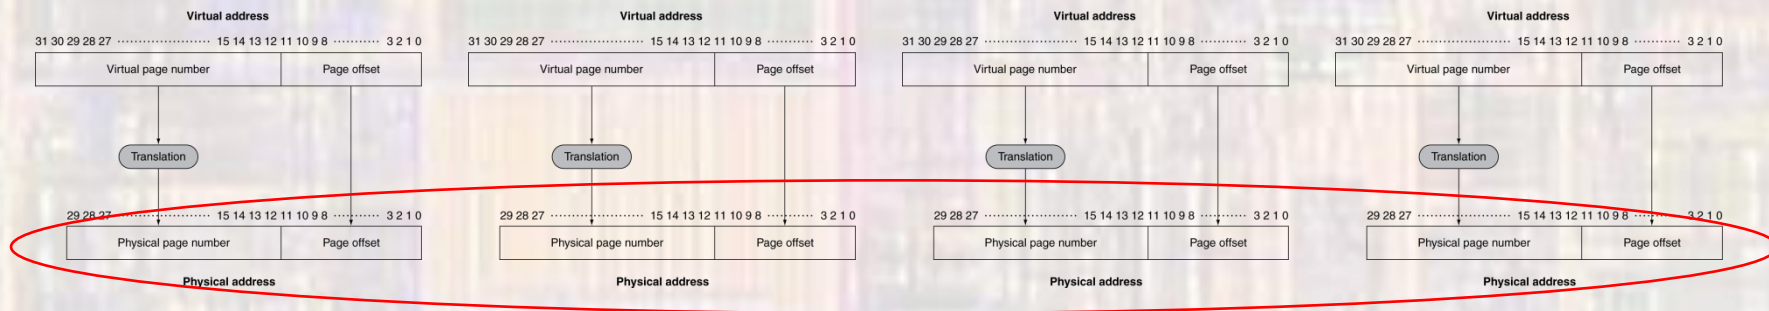 Virtual address Virtual address Virtual address Virtual address
31 30 29 28 27 ···················· 15 14 13 12 11 10 9 8 ·········· 3 2 1 0 31 30 29 28 27 ···················· 15 14 13 12 11 10 9 8 ·········· 3 2 1 0 31 30 29 28 27 ···················· 15 14 13 12 11 10 9 8 ·········· 3 2 1 0 31 30 29 28 27 ···················· 15 14 13 12 11 10 9 8 ·········· 3 2 1 0
Virtual page number Page offset Virtual page number Page offset Virtual page number Page offset Virtual page number Page offset
Translation Translation Translation Translation
29 28 27 ···················· 15 14 13 12 11 10 9 8 ·········· 3 2 1 0 29 28 27 ···················· 15 14 13 12 11 10 9 8 ·········· 3 2 1 0 29 28 27 ···················· 15 14 13 12 11 10 9 8 ·········· 3 2 1 0 29 28 27 ···················· 15 14 13 12 11 10 9 8 ·········· 3 2 1 0
Physical page number Page offset Physical page number Page offset Physical page number Page offset Physical page number Page offset
Physical address Physical address Physical address Physical address